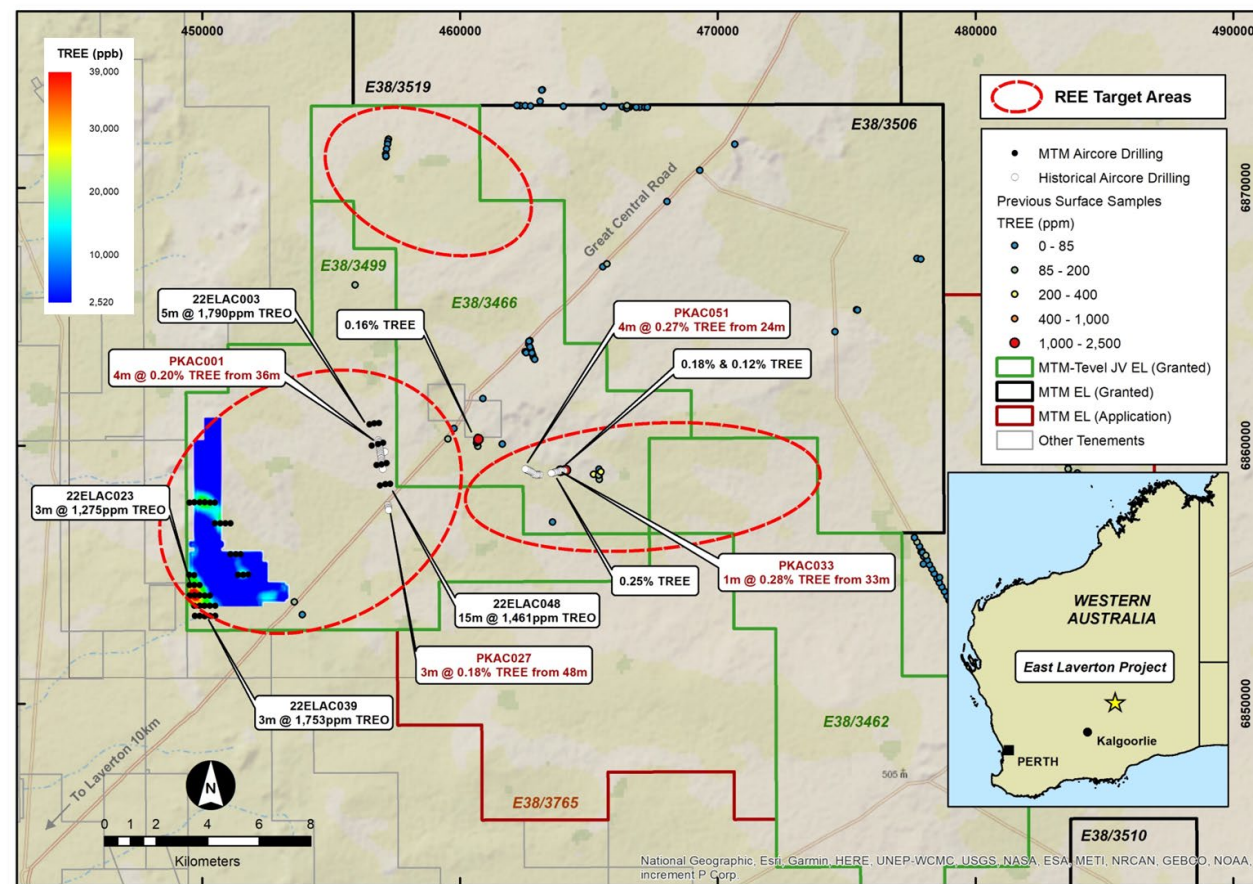 450000
460000
470000
480000
490000
TREE (ppb)
39,000
30,000
20,000
10,000
2,520
E38/3519
E38/3506
REE Target Areas
MTM Aircore Drilling
Historical Aircore Drilling
Previous Surface Samples
TREE (ppm)
0 - 85
85 - 200
200 - 400
400 - 1,000
1,000 - 2,500
MTM-Tevel JV EL (Granted)
MTM EL (Granted)
MTM EL (Application)
Other Tenements
6870000
6860000
6850000
Great Central Road
E38/3499
E38/3466
22ELAC003
5m @ 1,790ppm TREO
0.16% TREE
PKAC051
4m @ 0.27% TREE from 24m
PKAC001
4m @ 0.20% TREE from 36m
0.18% & 0.12% TREE
22ELAC023
3m @ 1,275ppm TREO
PKAC033
1m @ 0.28% TREE from 33m
0.25% TREE
22ELAC048
15m @ 1,461ppm TREO
PKAC027
3m @ 0.18% TREE from 48m
22ELAC039
3m @ 1,753ppm TREO
To Laverton 10km
E38/3462
505 m
E38/3765
E38/3510
WESTERN
AUSTRALIA
East Laverton Project
Kalgoorlie
PERTH
N
0 1 2 4 6 8
Kilometers
National Geographic, Esri, Garmin, HERE, UNEP-WCMC, USGS, NASA, ESA, METI, NRCAN, GEBCO, NOAA,
increment P Corp.